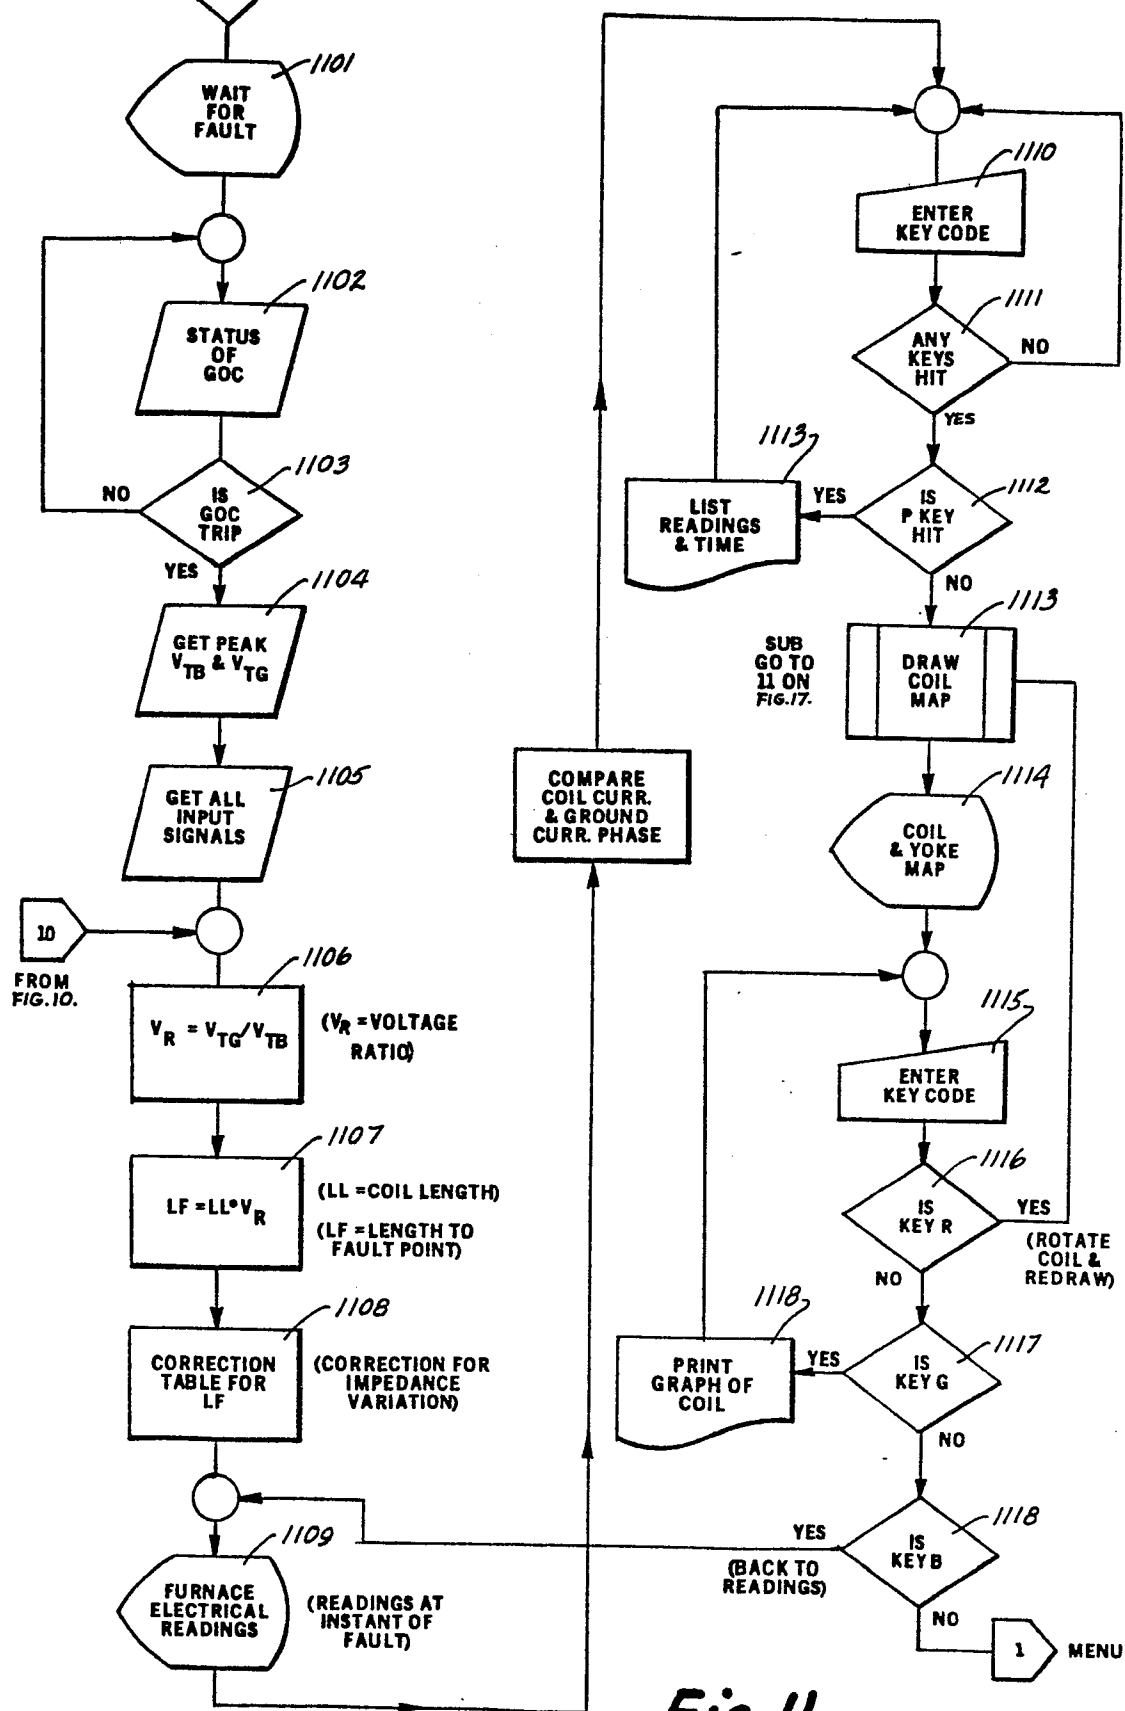 1101
WAIT
FOR
FAULT
1102
STATUS
OF
GOC
1103
IS
GOC
TRIP
NO
YES
1104
GET PEAK
VTB & VTG
1105
GET ALL
INPUT
SIGNALS
10
FROM
FIG.10.
1106
VR = VTG/VTB
(VR =VOLTAGE
RATIO)
1107
LF=LL•VR
(LL =COIL LENGTH)
(LF =LENGTH TO
FAULT POINT)
1108
CORRECTION
TABLE FOR
LF
(CORRECTION FOR
IMPEDANCE
VARIATION)
1109
FURNACE
ELECTRICAL
READINGS
(READINGS AT
INSTANT OF
FAULT)
COMPARE
COIL CURR.
& GROUND
CURR. PHASE
1110
ENTER
KEY CODE
1111
ANY
KEYS
HIT
NO
YES
1112
IS
P KEY
HIT
YES
1113
LIST
READINGS
& TIME
NO
1113
DRAW
COIL
MAP
SUB
GO TO
11 ON
FIG.17.
1114
COIL
& YOKE
MAP
1115
ENTER
KEY CODE
1116
IS
KEY R
YES
(ROTATE
COIL &
REDRAW)
NO
1117
IS
KEY G
YES
1118
PRINT
GRAPH OF
COIL
NO
1118
IS
KEY B
YES
(BACK TO
READINGS)
NO
1
MENU
Fig. 11